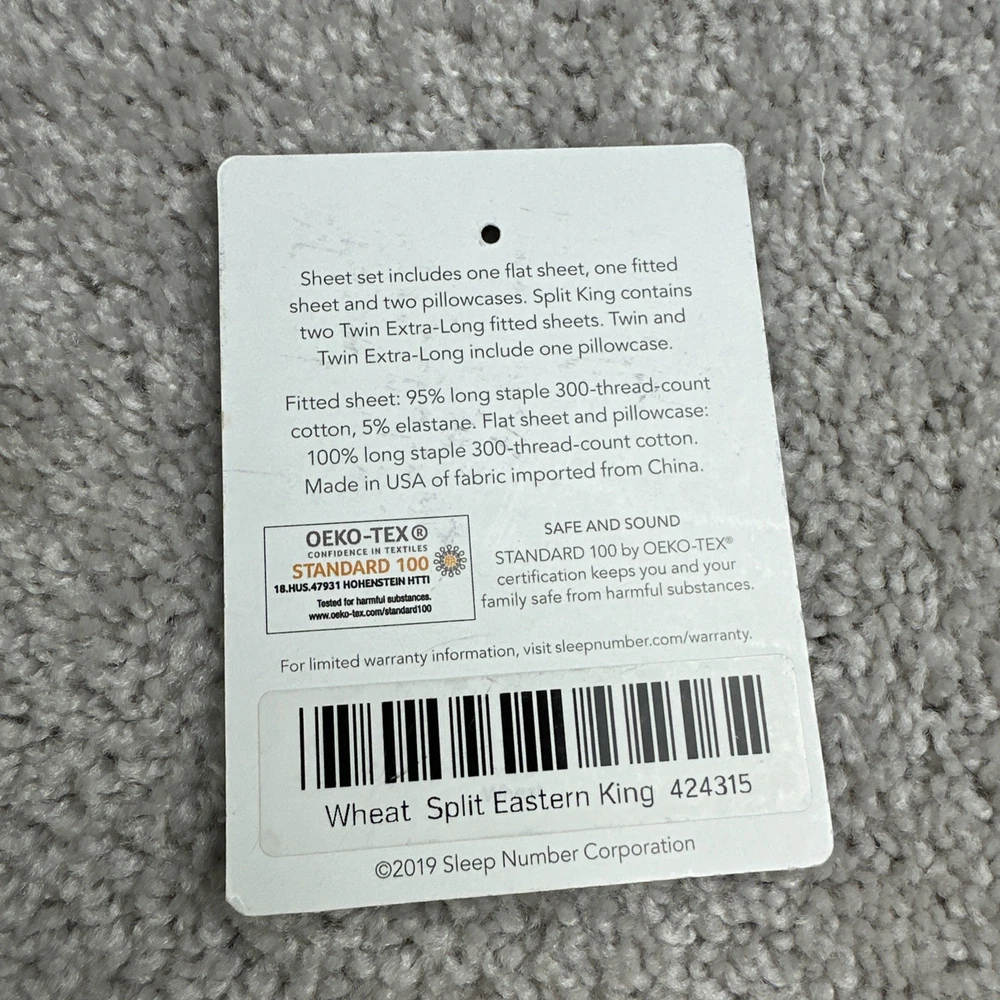 Sheet set includes one flat sheet, one fitted
sheet and two pillowcases. Split King contains
two Twin Extra-Long fitted sheets. Twin and
Twin Extra-Long include one pillowcase.
Fitted sheet: 95% long staple 300-thread-count
cotton, 5% elastane. Flat sheet and pillowcase:
100% long staple 300-thread-count cotton.
Made in USA of fabric imported from China.
OEKO-TEX®
CONFIDENCE IN TEXTILES
STANDARD 100
18.HUS.47931 HOHENSTEIN HTTI
Tested for harmful substances.
www.oeko-tex.com/standard100
SAFE AND SOUND
STANDARD 100 by OEKO-TEX®
certification keeps you and your
family safe from harmful substances.
For limited warranty information, visit sleepnumber.com/warranty.
Wheat Split Eastern King 424315
©2019 Sleep Number Corporation